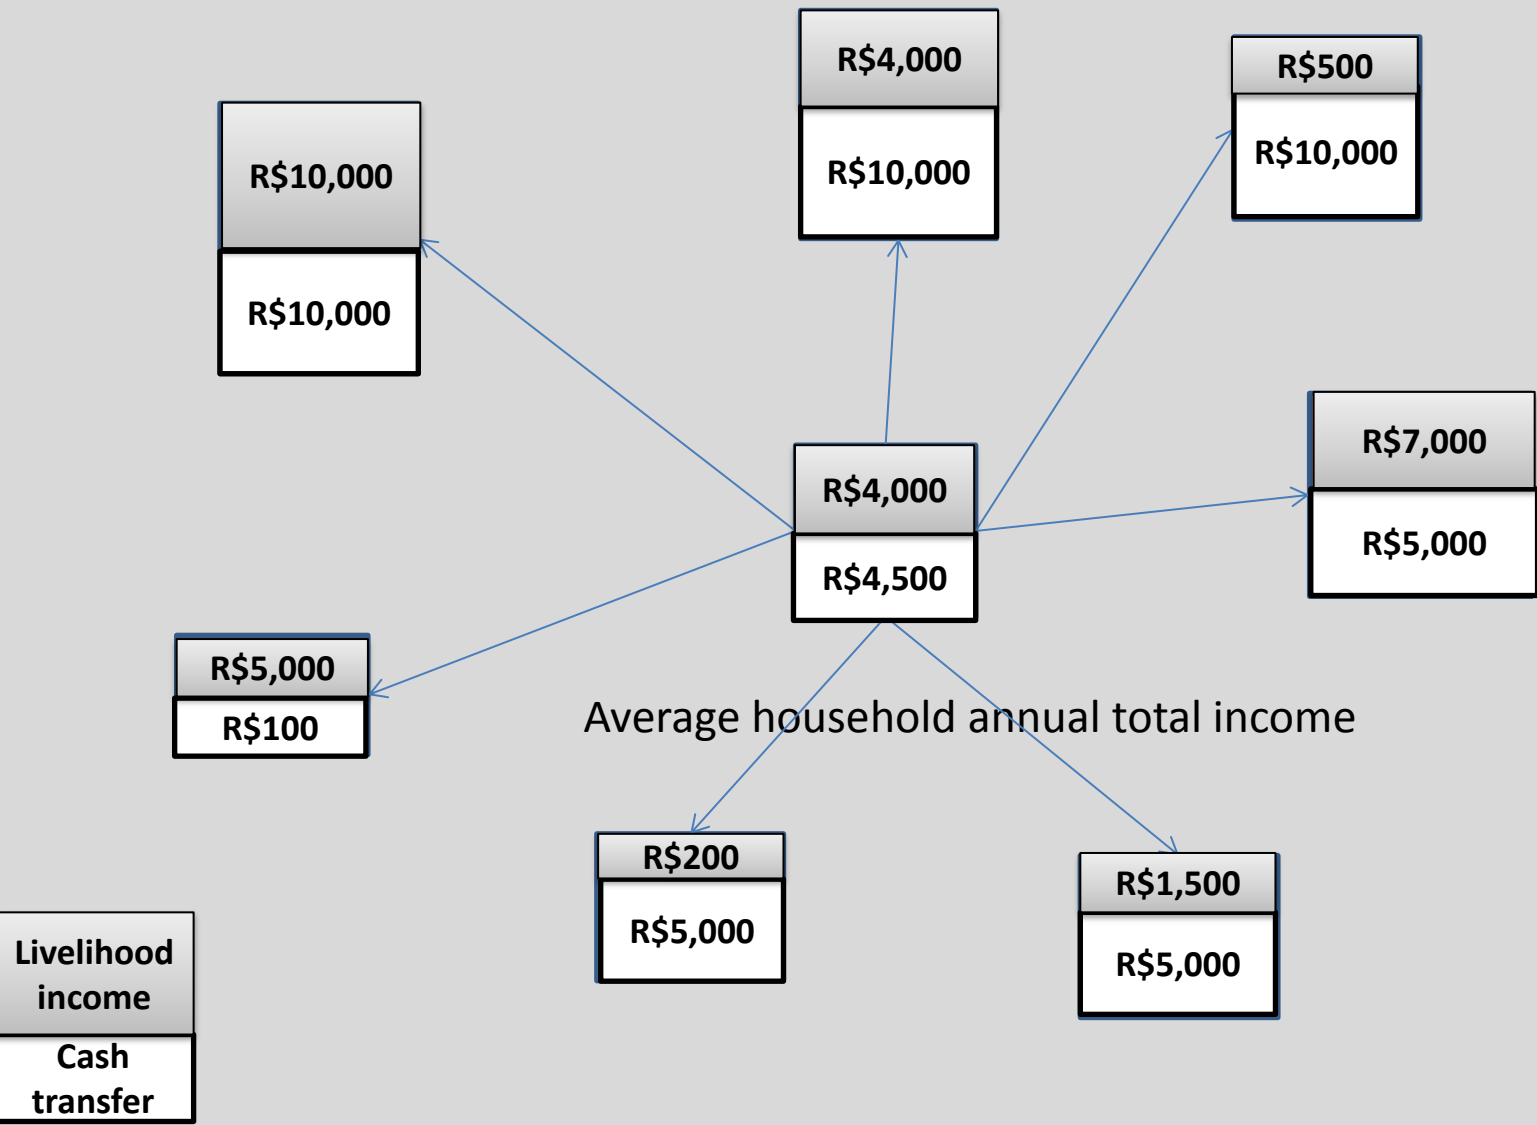 R$4,000
R$10,000
R$500
R$10,000
R$10,000
R$10,000
R$7,000
R$5,000
R$4,000
R$4,500
R$5,000
R$100
Average household annual total income
R$200
R$5,000
R$1,500
R$5,000
Livelihood
income
Cash
transfer